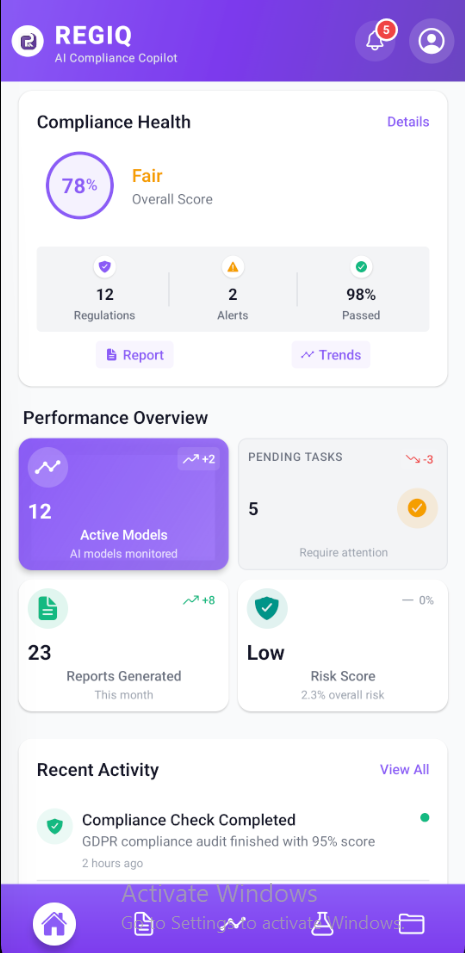 REGIQ
AI Compliance Copilot
5
Compliance Health
Details
78%
Fair
Overall Score
12
2
98%
Regulations
Alerts
Passed
Report
Trends
Performance Overview
+2
12
Active Models
AI models monitored
PENDING TASKS
-3
5
Require attention
+8
23
Reports Generated
This month
0%
Low
Risk Score
2.3% overall risk
Recent Activity
View All
Compliance Check Completed
GDPR compliance audit finished with 95% score
2 hours ago
Activate Windows
Go to Settings to activate Windows.